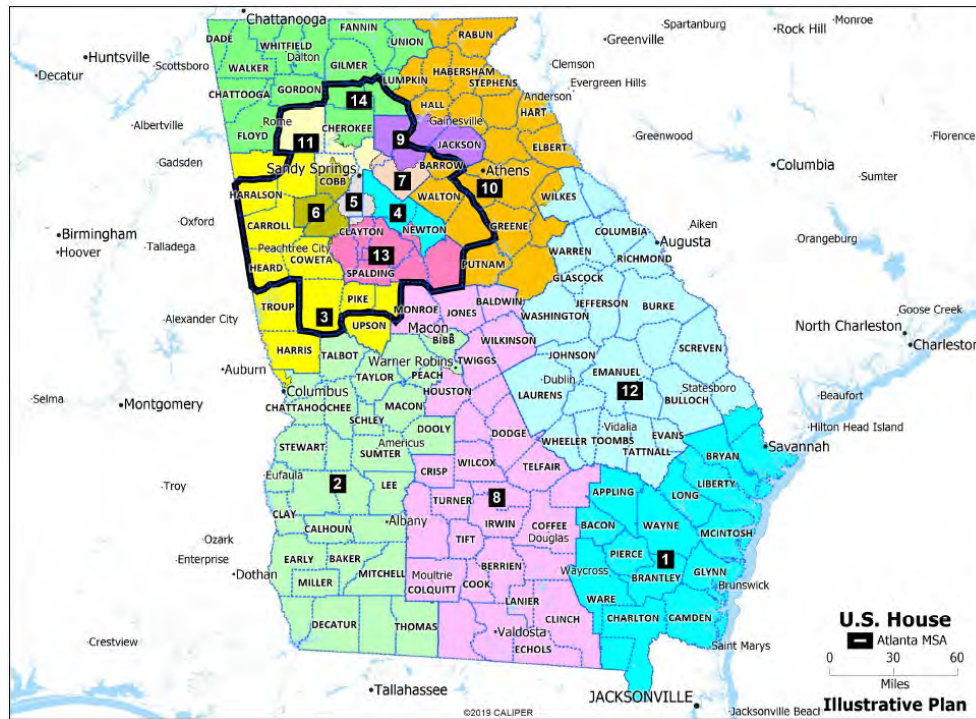 Chattanooga
Spartanburg
Monroe
Rock Hill
Greenville
Huntsville
Scottsboro
Decatur
FANNIN
RABUN
UNION
DADE
WHITFIELD
Dalton
WALKER
GILMER
LUMPKIN
HABERSHAM
STEPHENS
Clemson
Evergreen Hills
CHATTOOGA
GORDON
14
HALL
Anderson
HART
Albertville
Rome
Gainesville
FLOYD
11
CHEROKEE
9
JACKSON
ELBERT
Greenwood
Florence
Gadsden
Sandy Springs
BARROW
Athens
Columbia
Sumter
COBB
7
10
HARALSON
5
WALTON
WILKES
Oxford
6
4
CARROLL
CLAYTON
NEWTON
GREENE
COLUMBIA
Aiken
Birmingham
Hoover
Talladega
Peachtree City
COWETA
13
WARREN
Augusta
RICHMOND
Orangeburg
HEARD
SPALDING
PUTNAM
GLASCOCK
TROUP
PIKE
BALDWIN
JEFFERSON
BURKE
Goose Creek
Alexander City
3
MONROE
JONES
WASHINGTON
UPSON
Macon
BIBB
WILKINSON
North Charleston
Charleston
HARRIS
TALBOT
Warner Robins
TWIGGS
JOHNSON
SCREVEN
Auburn
TAYLOR
PEACH
EMANUEL
Columbus
HOUSTON
Dublin
LAURENS
12
Statesboro
BULLOCH
Beaufort
Selma
Montgomery
CHATTAHOOCHEE
MACON
SCHLEY
DOOLY
Vidalia
Hilton Head Island
STEWART
Americus
SUMTER
DODGE
WHEELER
TOOMBS
EVANS
TATTNALL
Savannah
BRYAN
Eufaula
CRISP
WILCOX
TELFAIR
Troy
2
LEE
TURNER
8
APPLING
LONG
LIBERTY
CLAY
Albany
IRWIN
COFFEE
Douglas
BACON
WAYNE
MCINTOSH
CALHOUN
TIFT
Ozark
Enterprise
EARLY
BAKER
PIERCE
1
Dothan
MITCHELL
Moultrie
COLQUITT
BERRIEN
COOK
Waycross
BRANTLEY
GLYNN
Brunswick
MILLER
WARE
LANIER
CHARLTON
CAMDEN
DECATUR
THOMAS
CLINCH
Crestview
Valdosta
ECHOLS
Saint Marys
Tallahassee
JACKSONVILLE
Jacksonville Beach
©2019 CALIPER
U.S. House
Atlanta MSA
0 30 60
Miles
Illustrative Plan